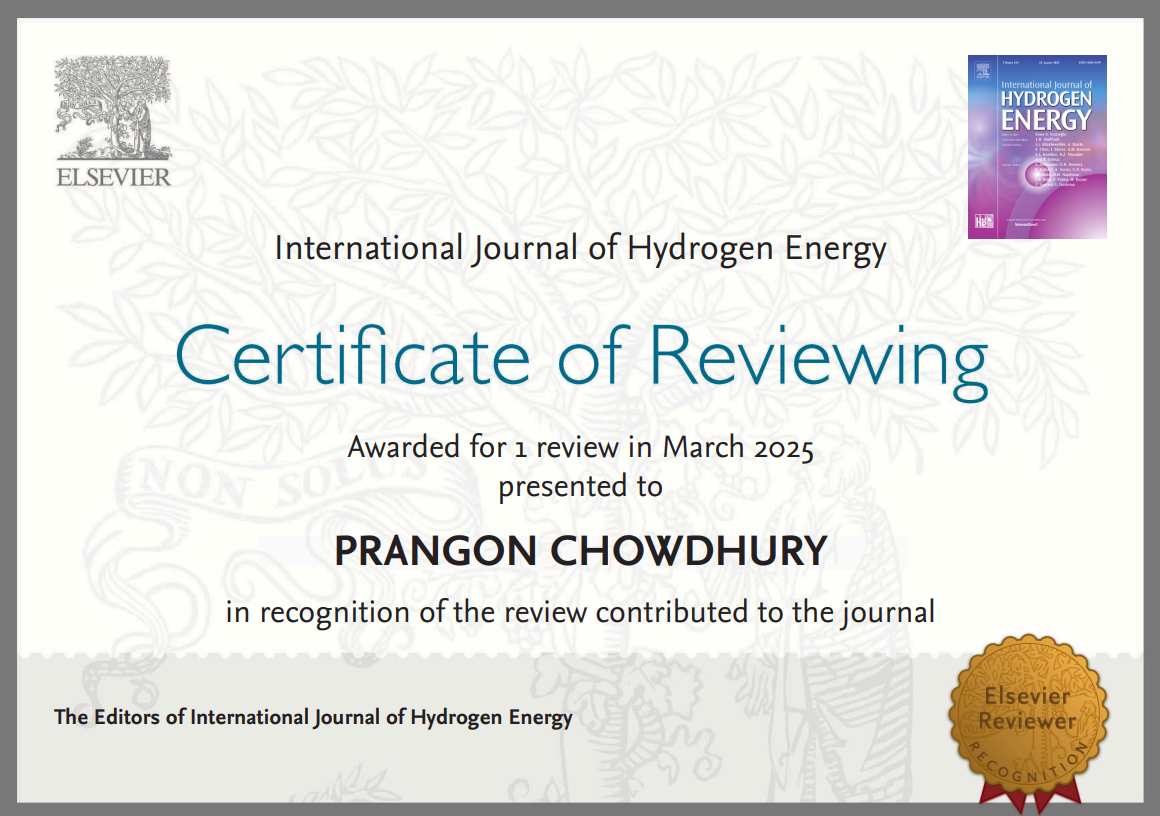 ELSEVIER
International Journal of
HYDROGEN
ENERGY
International Journal of Hydrogen Energy
Certificate of Reviewing
Awarded for 1 review in March 2025
presented to
NON SOLUS
PRANGON CHOWDHURY
in recognition of the review contributed to the journal
The Editors of International Journal of Hydrogen Energy
Elsevier
Reviewer
RECOGNITION